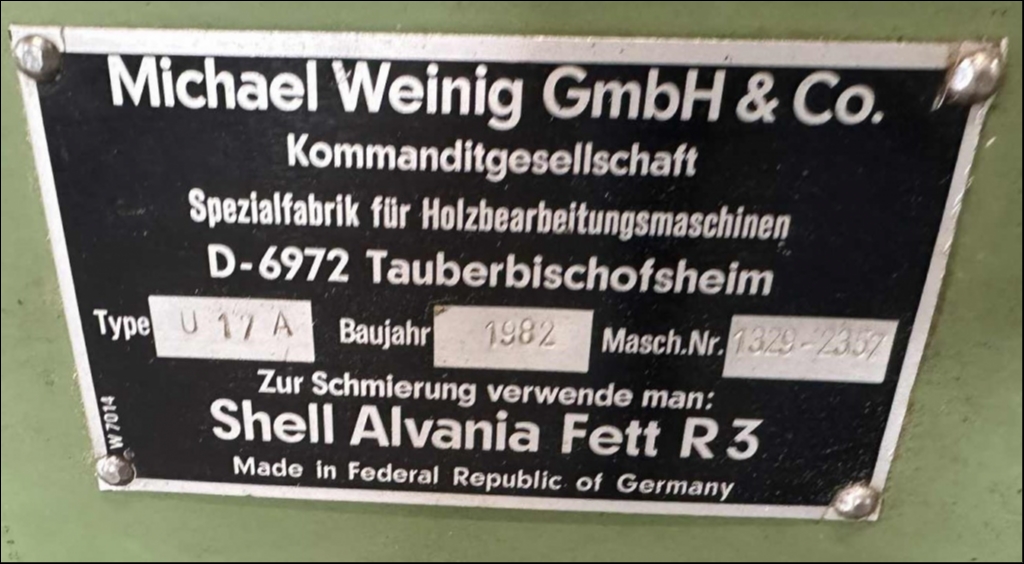 Michael Weinig GmbH & Co.
Kommanditgesellschaft
Spezialfabrik für Holzbearbeitungsmaschinen
D-6972 Tauberbischofsheim
Type U 17 A Baujahr 1982 Masch.Nr. 1329-2357
Zur Schmierung verwende man:
Shell Alvania Fett R 3
Made in Federal Republic of Germany
W 7014